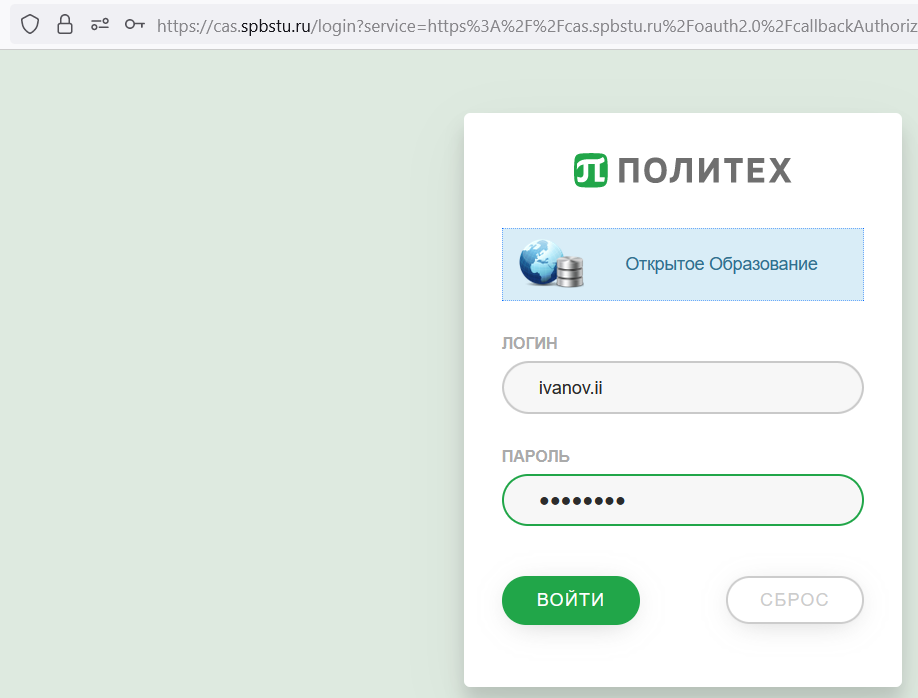 https://cas.spbstu.ru/login?service=https%3A%2F%2Fcas.spbstu.ru%2Foauth2.0%2FcallbackAuthoriz
ПОЛИТЕХ
Открытое Образование
ЛОГИН
ivanov.ii
ПАРОЛЬ
••••••••
ВОЙТИ
СБРОС